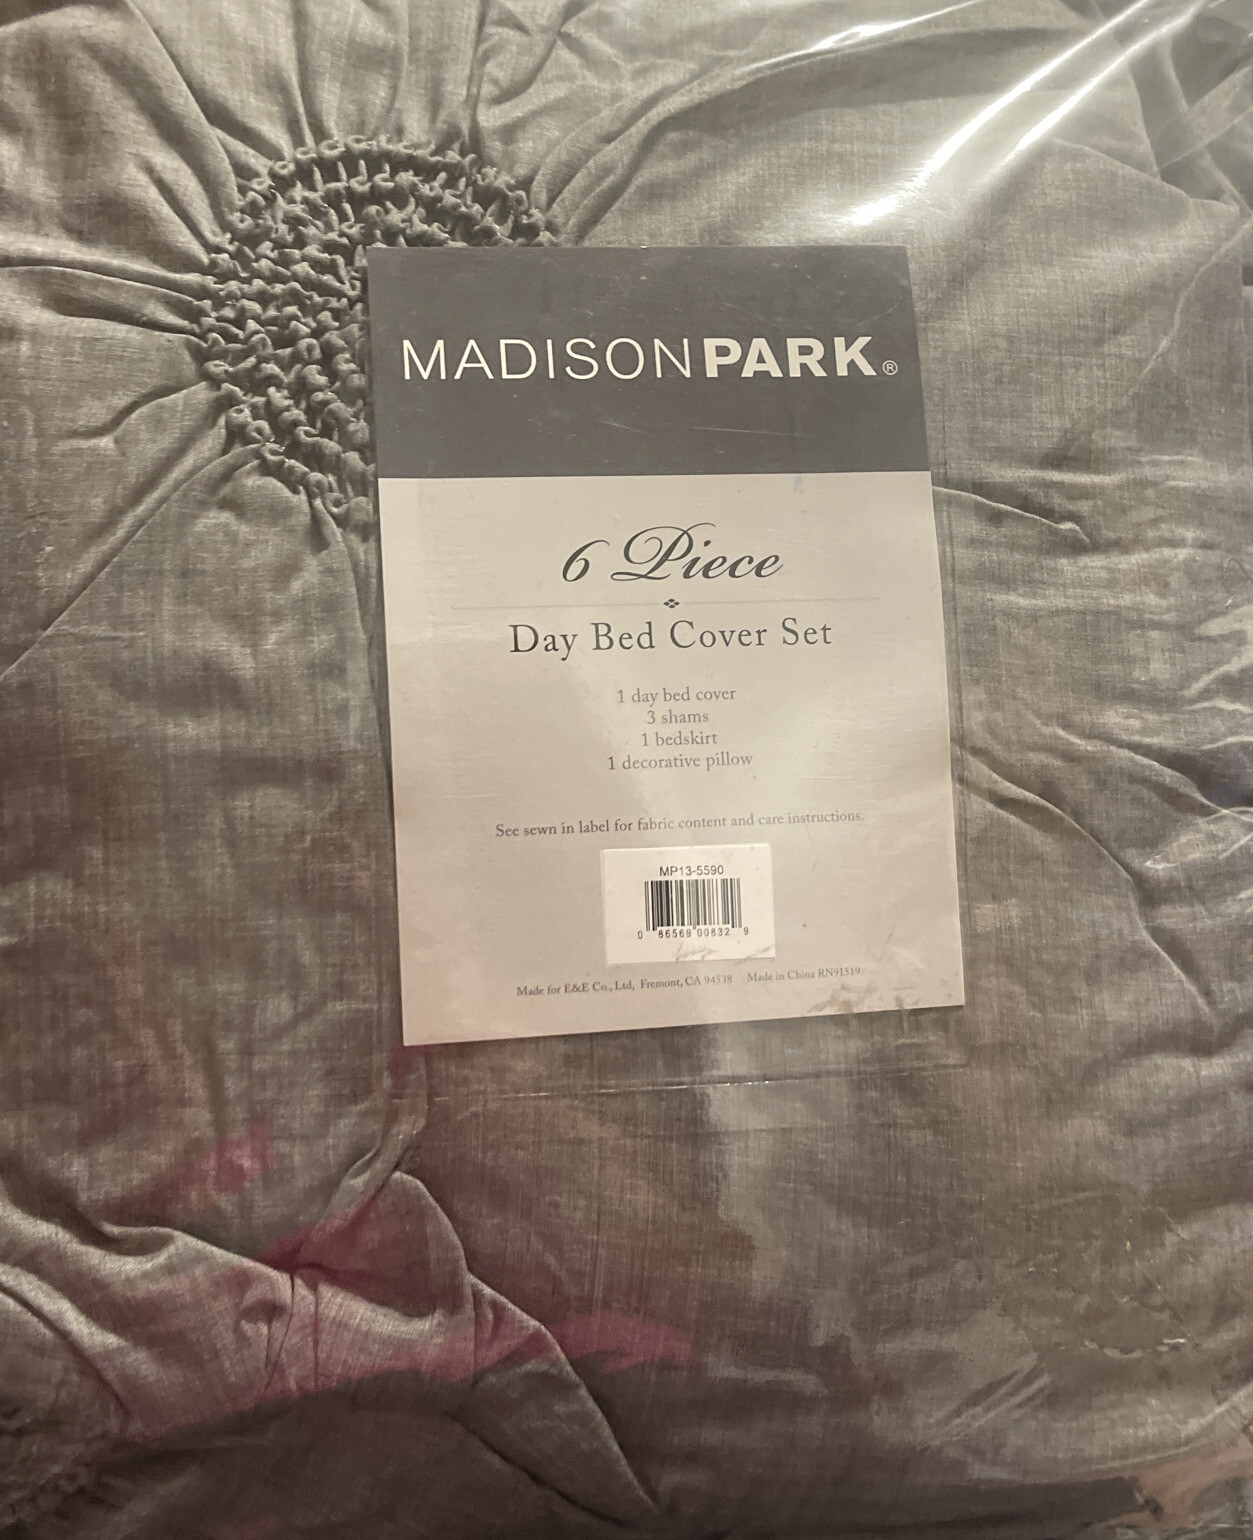 MADISONPARK®
6 Piece
Day Bed Cover Set
1 day bed cover
3 shams
1 bedskirt
1 decorative pillow
See sewn in label for fabric content and care instructions.
MP13-5590
0 86569 00832 9
Made for E&E Co., Ltd, Fremont, CA 94538 Made in China RN91519